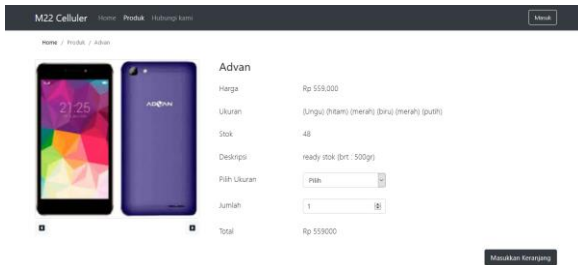 M22 Celluler Home Produk Hubungi kami Masuk
Home / Produk / Advan
Advan
21:25
ADVAN
Harga Rp 559,000
Ukuran (Ungu) (hitam) (merah) (biru) (merah) (putih)
Stok 48
Deskripsi ready stok (brt : 500gr)
Pilih Ukuran Pilih
Jumlah 1
Total Rp 559000
Masukkan Keranjang